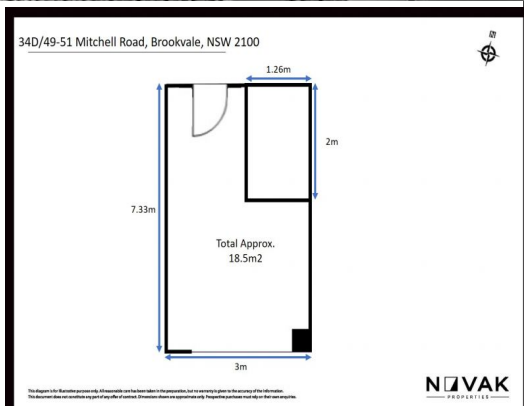 34D/49-51 Mitchell Road, Brookvale, NSW 2100
N
1.26m
2m
7.33m
Total Approx.
18.5m2
3m
This diagram is for illustrative purpose only. All reasonable care has been taken in the preparation, but no warranty is given to the accuracy of the information.
This document does not constitute any part of any offer of contract. Dimensions shown are approximate only. Prospective purchasers must rely on their own enquiries.
NOVAK
PROPERTIES